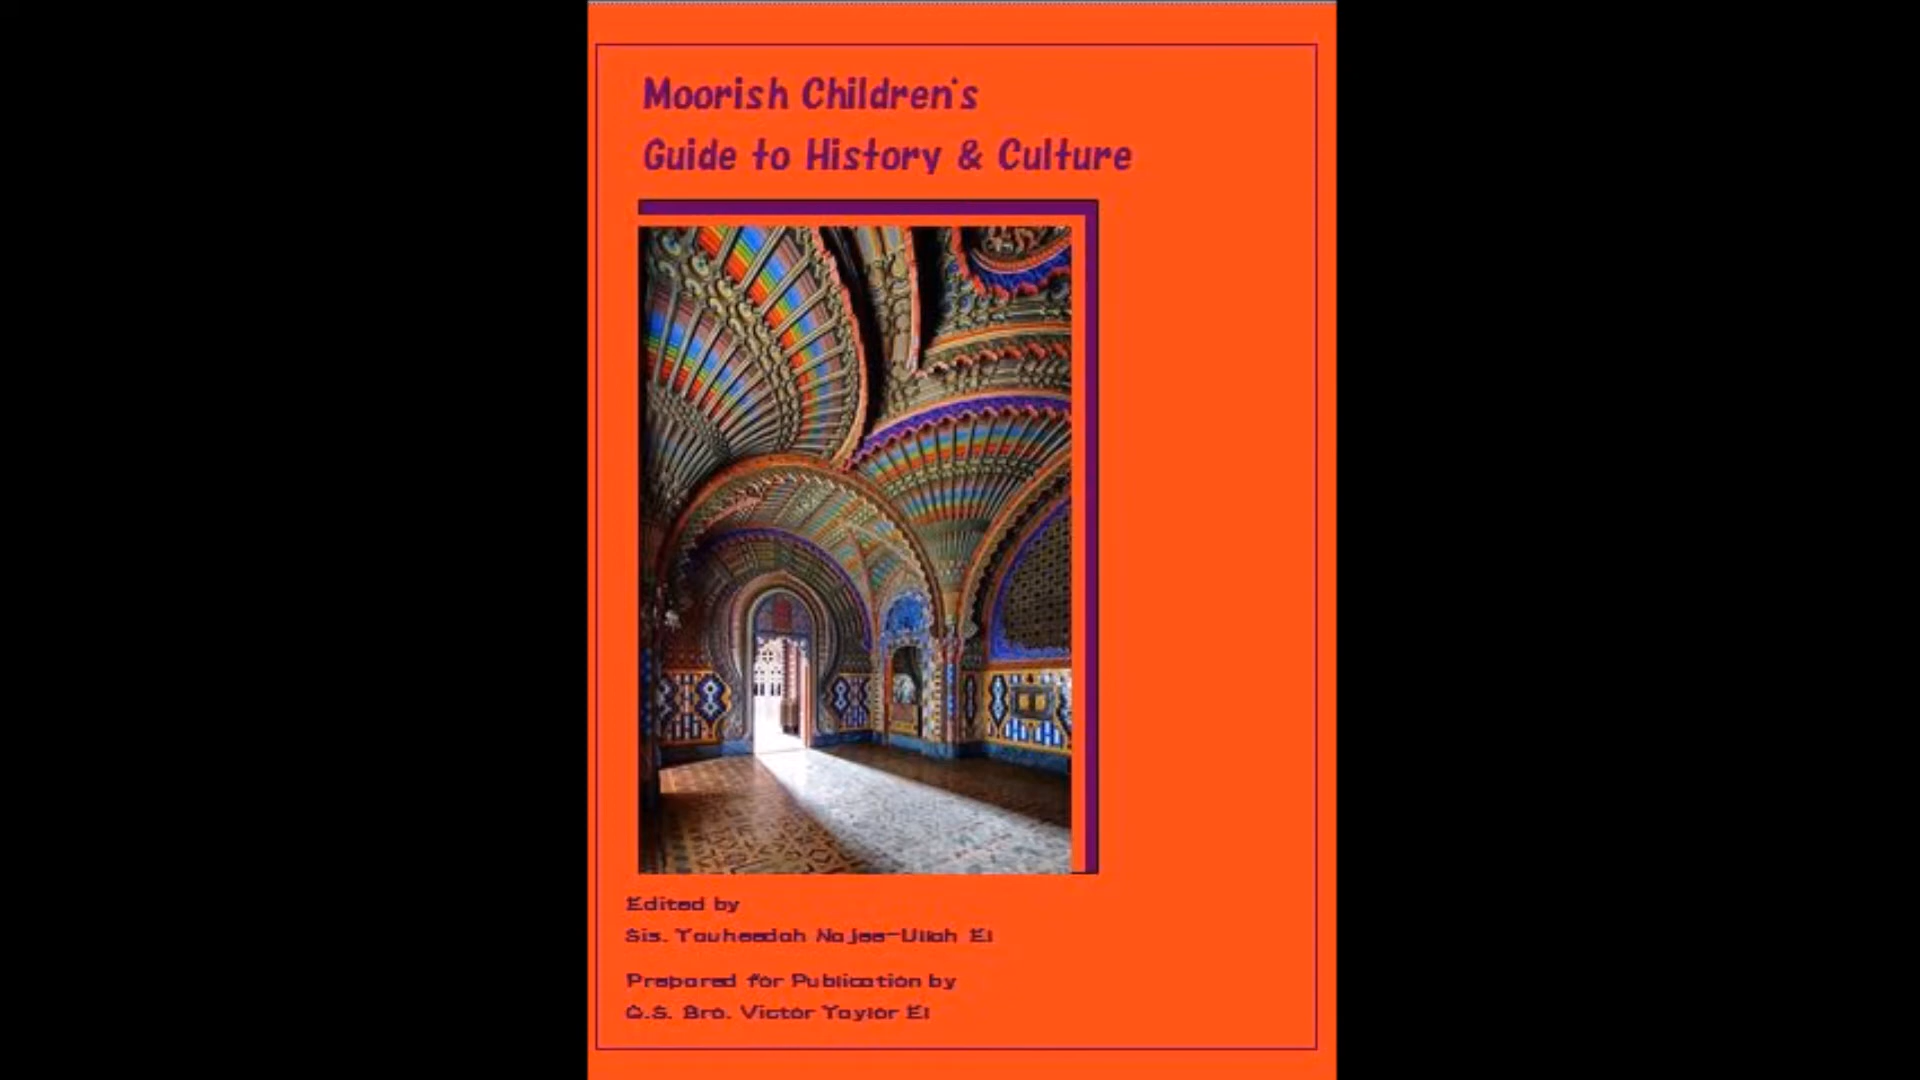 Moorish Children's
Guide to History & Culture
Edited by
Sis. Tauheedah Najee-Ullah El
Prepared for Publication by
G.S. Bro. Victor Taylor El